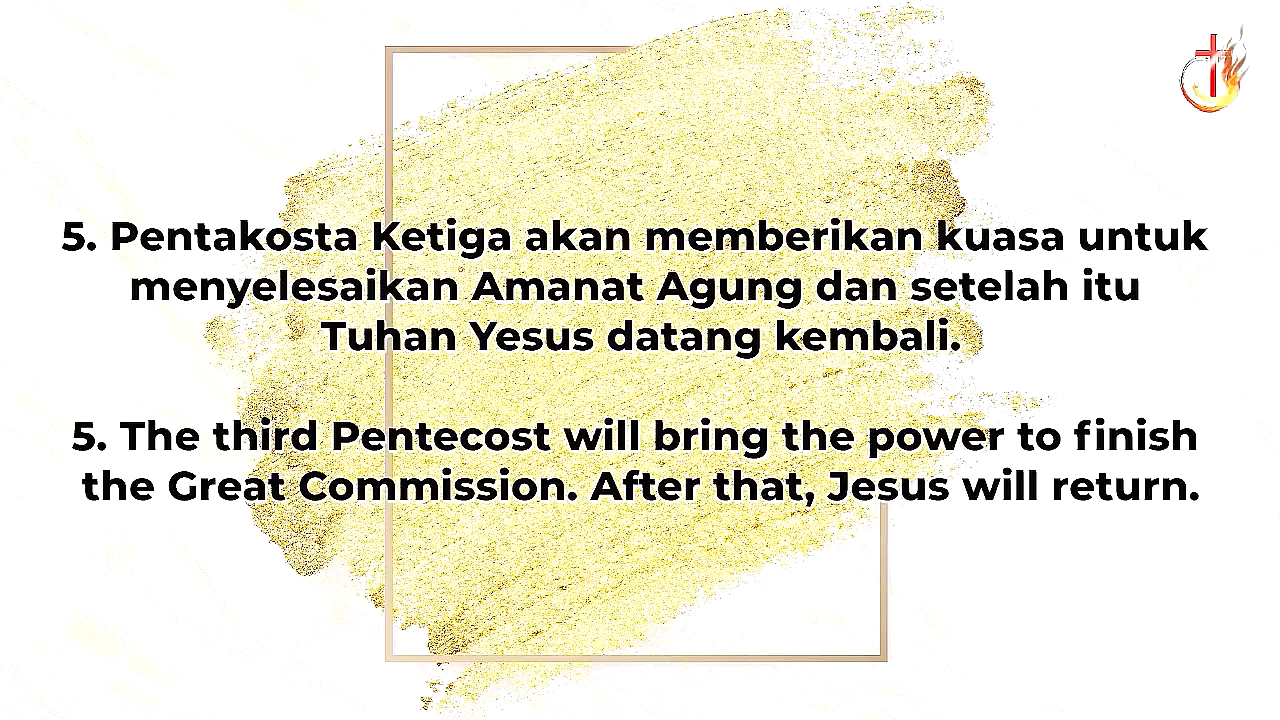 5. Pentakosta Ketiga akan memberikan kuasa untuk
menyelesaikan Amanat Agung dan setelah itu
Tuhan Yesus datang kembali.
5. The third Pentecost will bring the power to finish
the Great Commission. After that, Jesus will return.